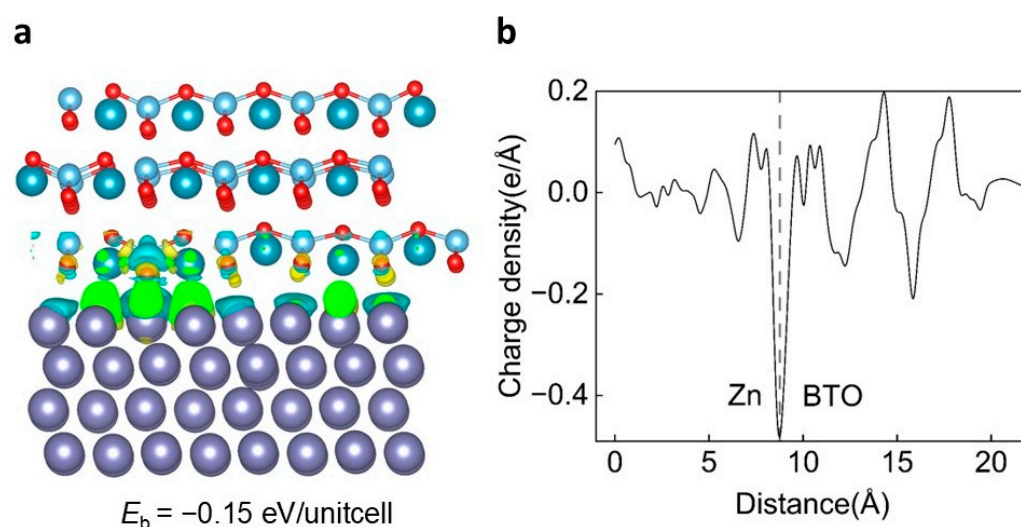 a
b
E_b = −0.15 eV/unitcell
Charge density(e/Å)
0.2
0.0
−0.2
−0.4
Zn
BTO
0 5 10 15 20
Distance(Å)